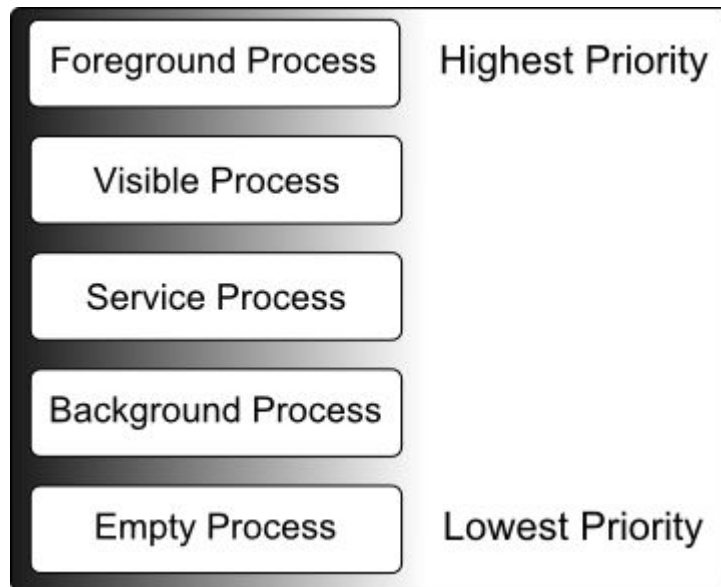 Foreground Process Highest Priority
Visible Process
Service Process
Background Process
Empty Process Lowest Priority